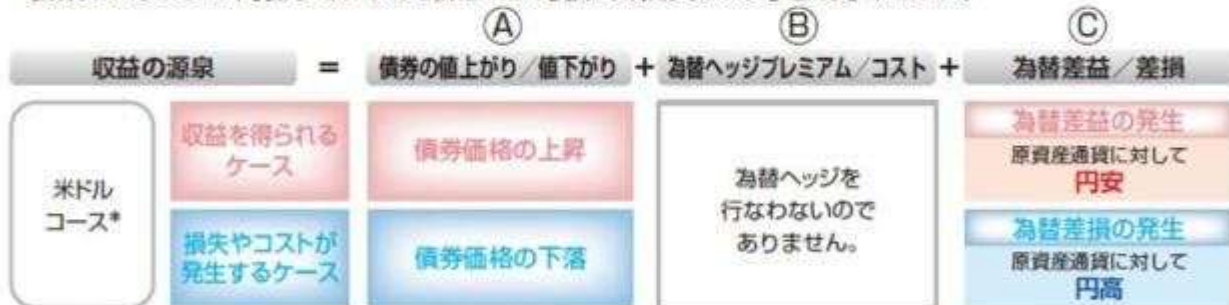 Ⓐ Ⓑ Ⓒ
収益の源泉 = 債券の値上がり/値下がり + 為替ヘッジプレミアム/コスト + 為替差益/差損
米ドル
コース*
収益を得られる
ケース
債券価格の上昇
為替ヘッジを
行なわないので
ありません。
為替差益の発生
原資産通貨に対して
円安
損失やコストが
発生するケース
債券価格の下落
為替差損の発生
原資産通貨に対して
円高